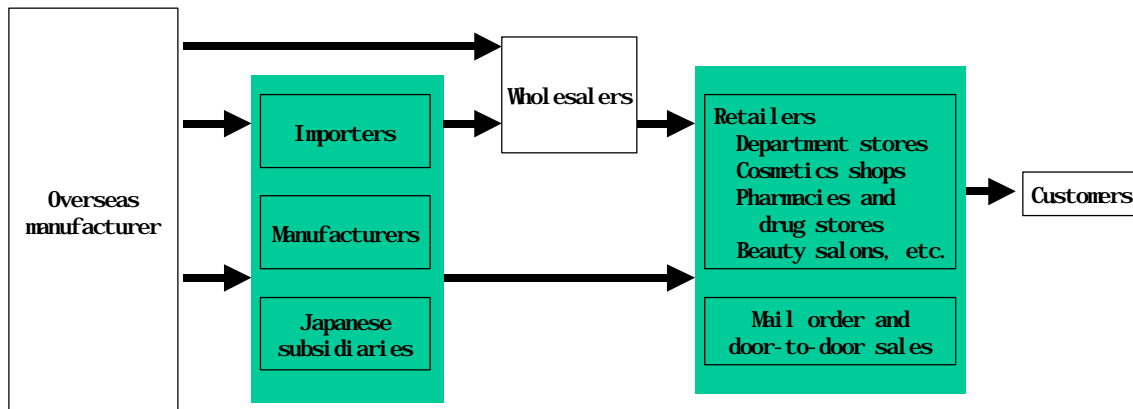 Overseas
manufacturer
Importers
Manufacturers
Japanese
subsidiaries
Wholesalers
Retailers
Department stores
Cosmetics shops
Pharmacies and
drug stores
Beauty salons, etc.
Mail order and
door-to-door sales
Customers